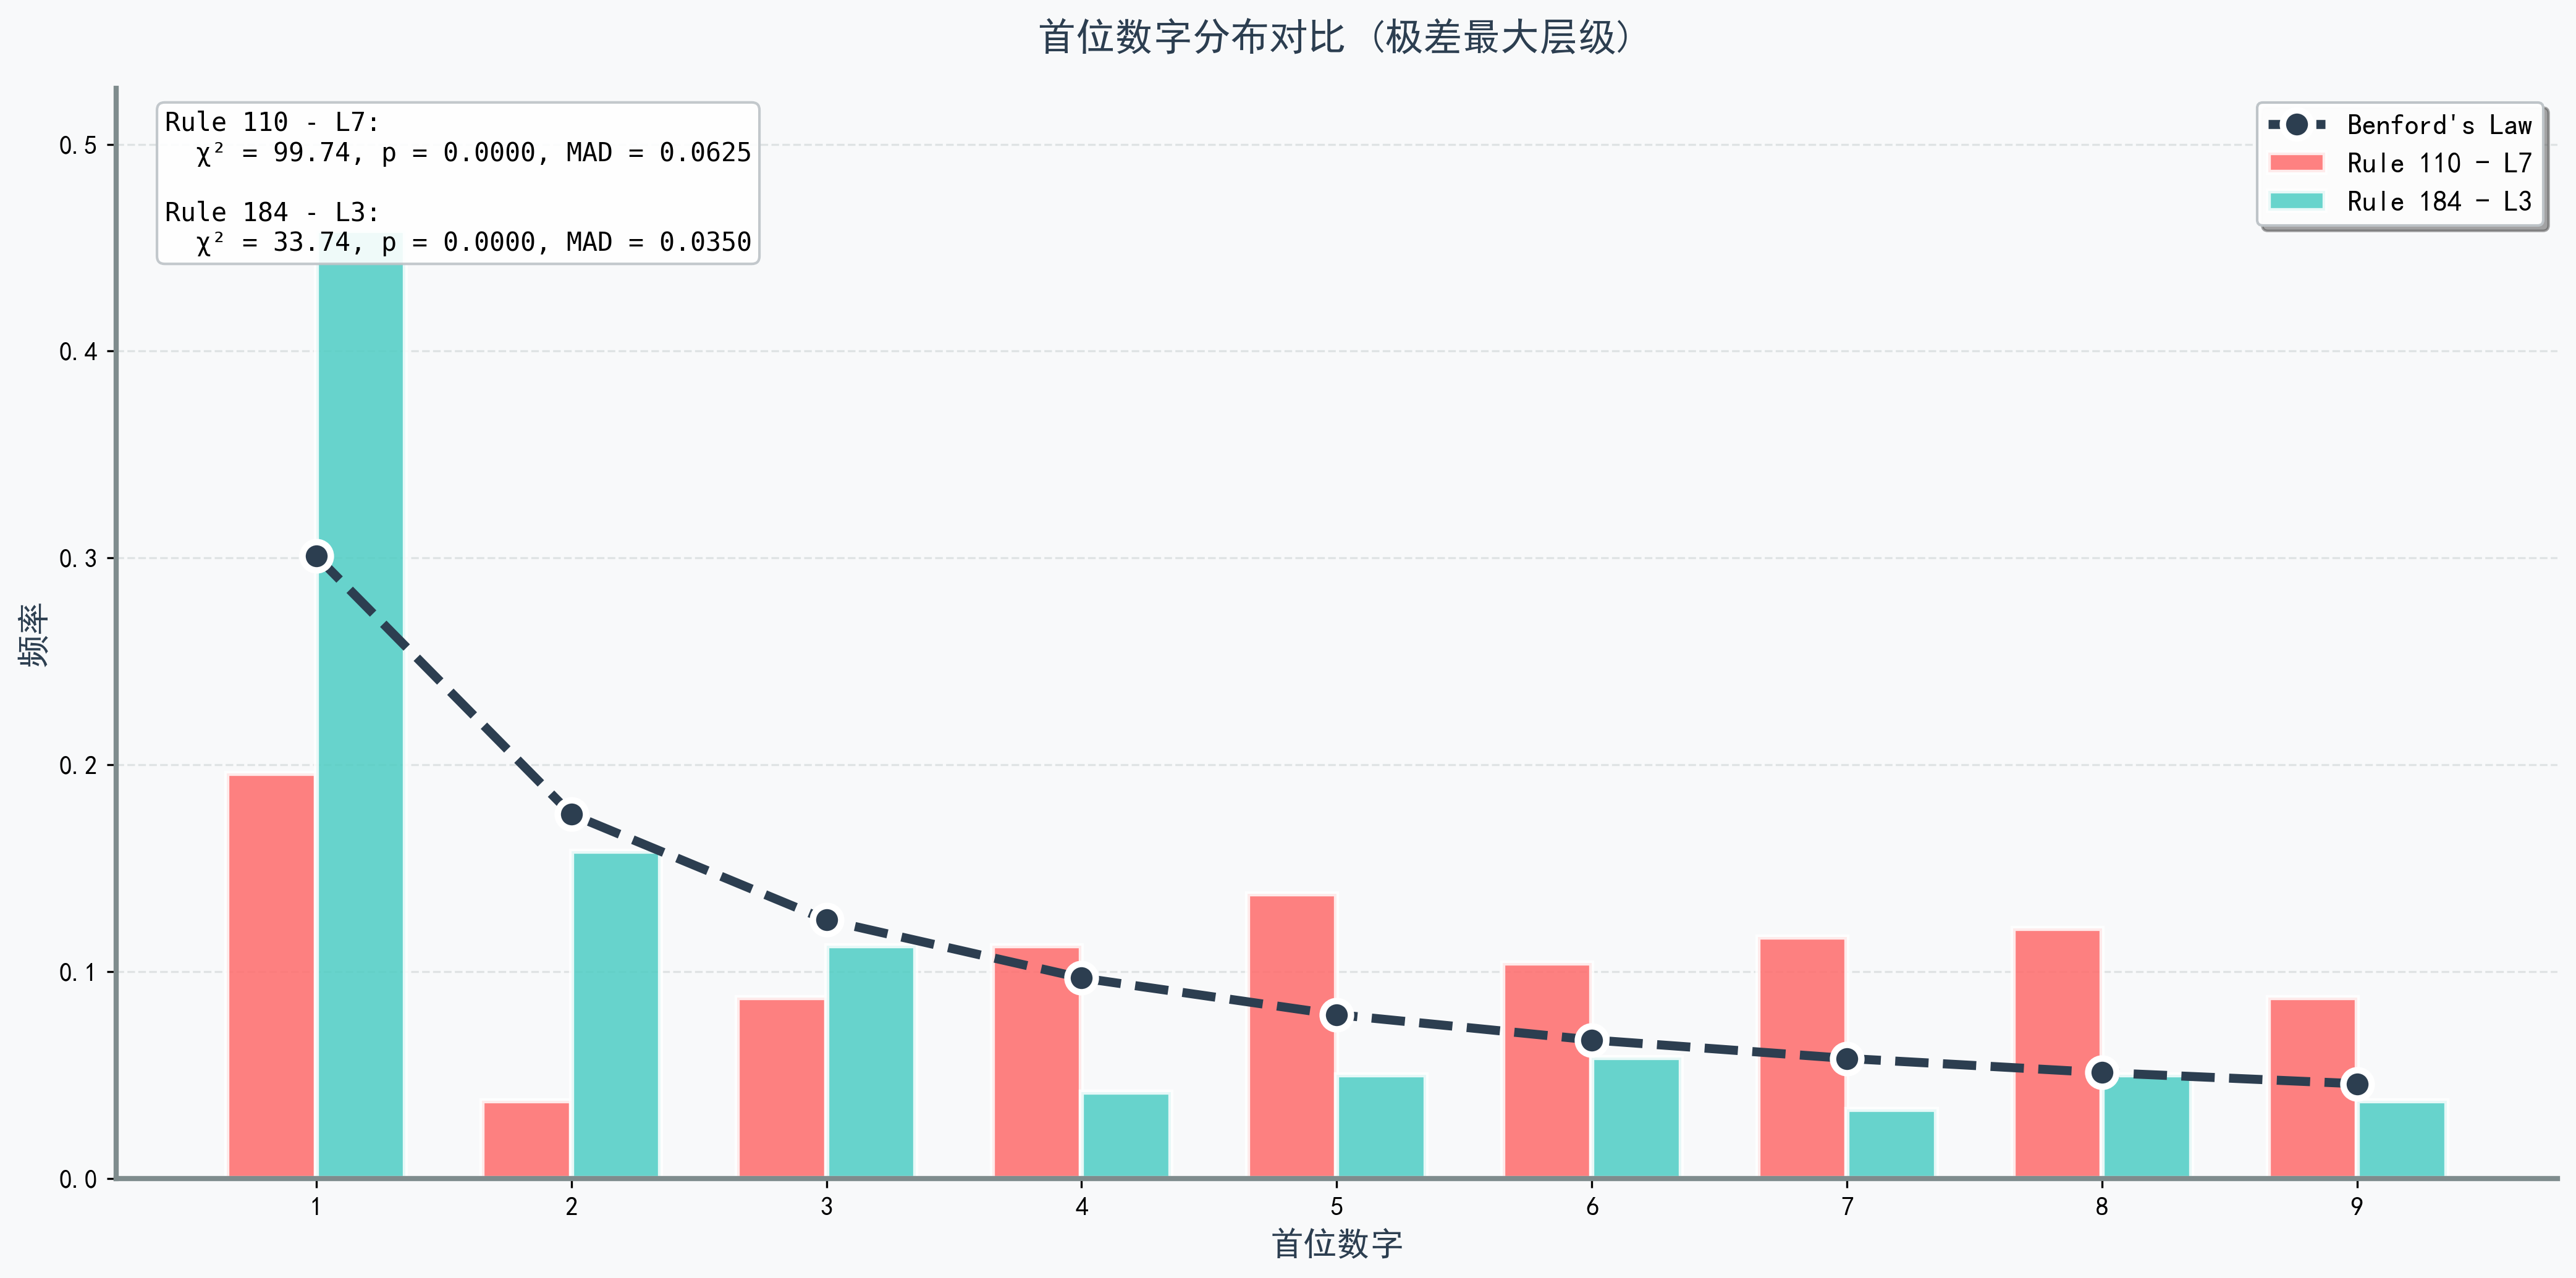 首位数字分布对比 (极差最大层级)
Rule 110 - L7:
χ² = 99.74, p = 0.0000, MAD = 0.0625
Rule 184 - L3:
χ² = 33.74, p = 0.0000, MAD = 0.0350
Benford's Law
Rule 110 - L7
Rule 184 - L3
频率
0.5
0.4
0.3
0.2
0.1
0.0
1 2 3 4 5 6 7 8 9
首位数字